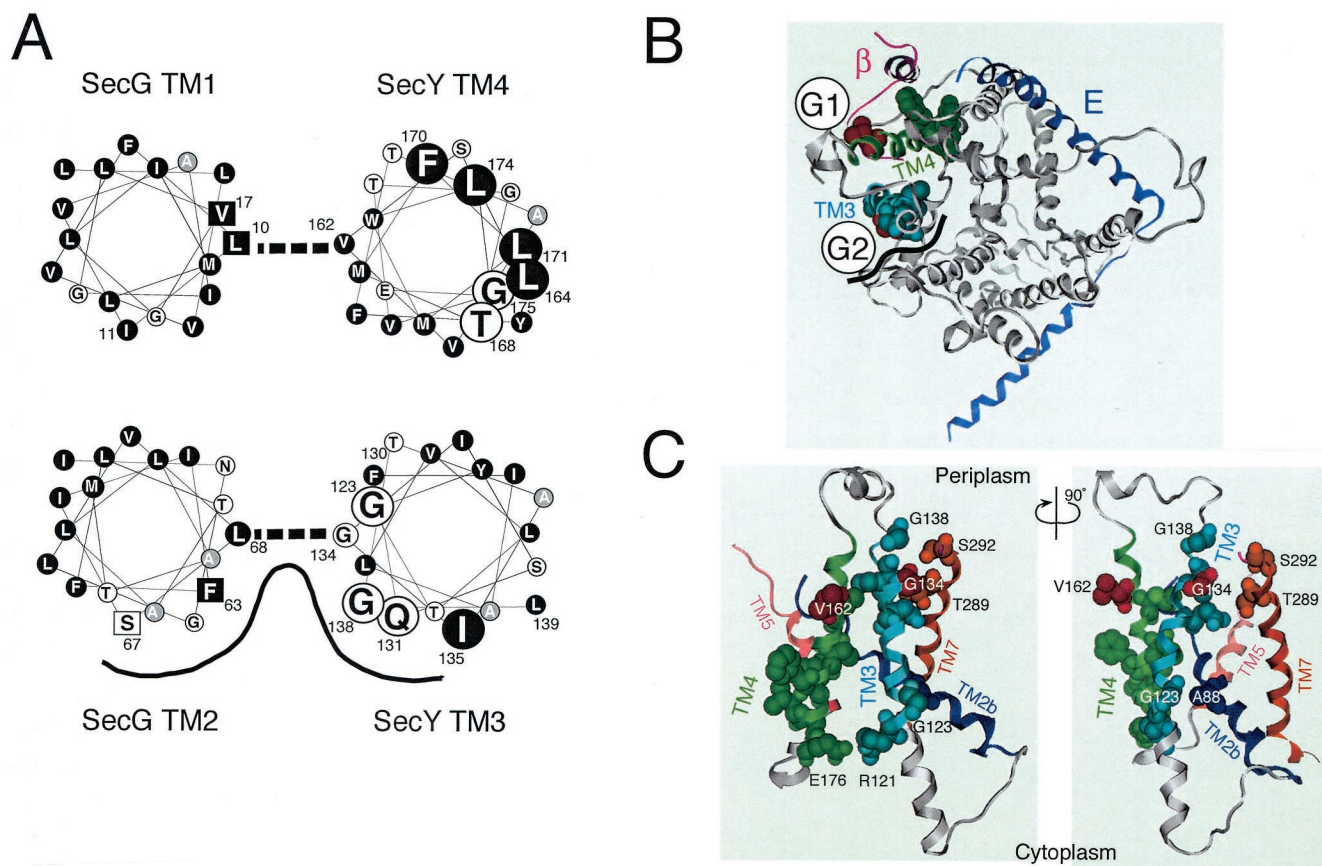 A
SecG TM1
SecY TM4
F
L L I A
L
V V
17
L 10
V
G
L
M
I
11 I G V
170
T F S
174
L
T G
W A
162 V
L
171
M
L
164
E G
175
F V M T Y
168
V
V
I L L I N
M
I T
L
L
68
A
F T F
63
S A G
67
T V I
130
F Y I
123
G A
G
134
L
L
S
G Q T A L
138 131 I 139
135
SecG TM2
SecY TM3
B
β
G1
E
TM4
TM3
G2
C
Periplasm
90°
G138
S292
G134
V162
T289
TM5
TM7
TM3
TM4
TM2b
G123
E176
R121
G138
TM3
S292
V162
G134
T289
TM5
TM4
TM7
G123
A88
TM2b
Cytoplasm